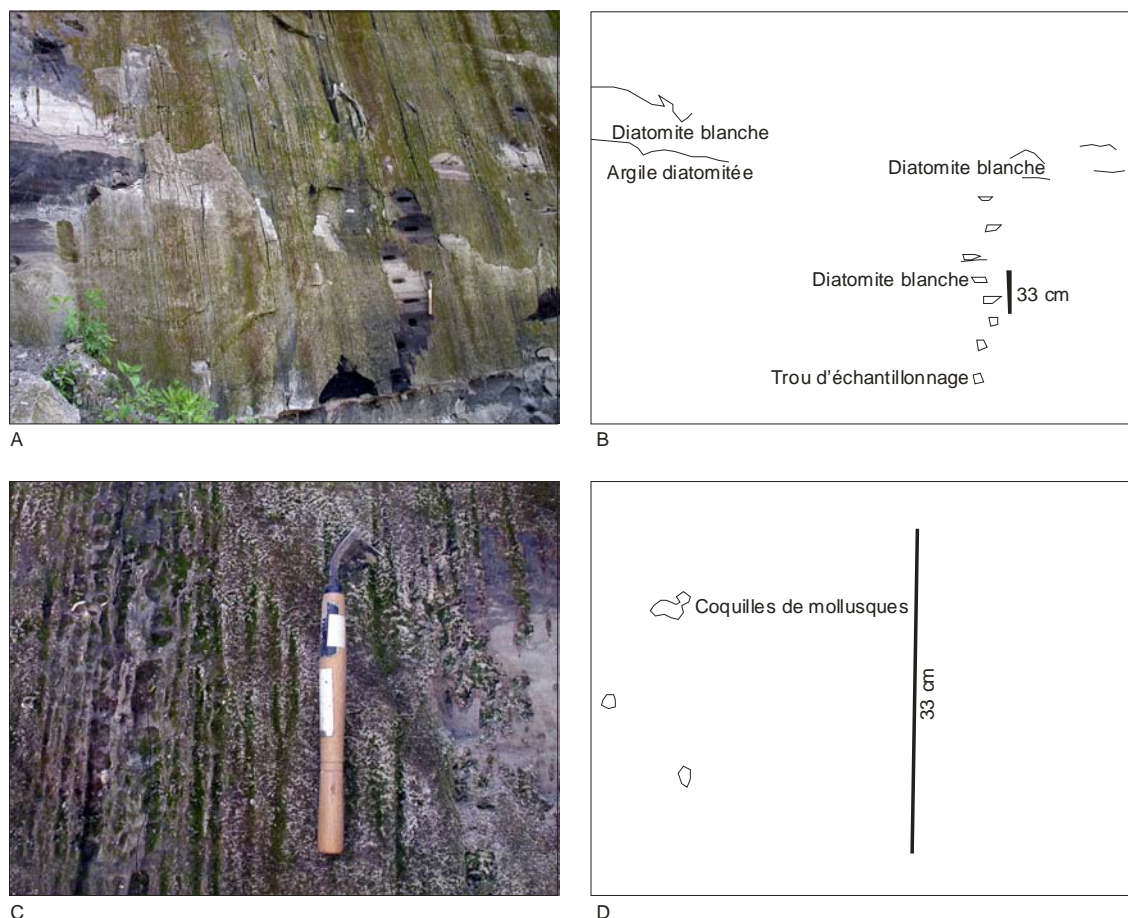 Diatomite blanche
Argile diatomitée
Diatomite blanche
Diatomite blanche
33 cm
Trou d'échantillonnage
A
B
Coquilles de mollusques
33 cm
C
D